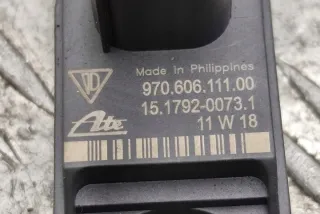 Made in Philippines
970.606.111.00
15.1792-0073.1
Ate
11 W 18